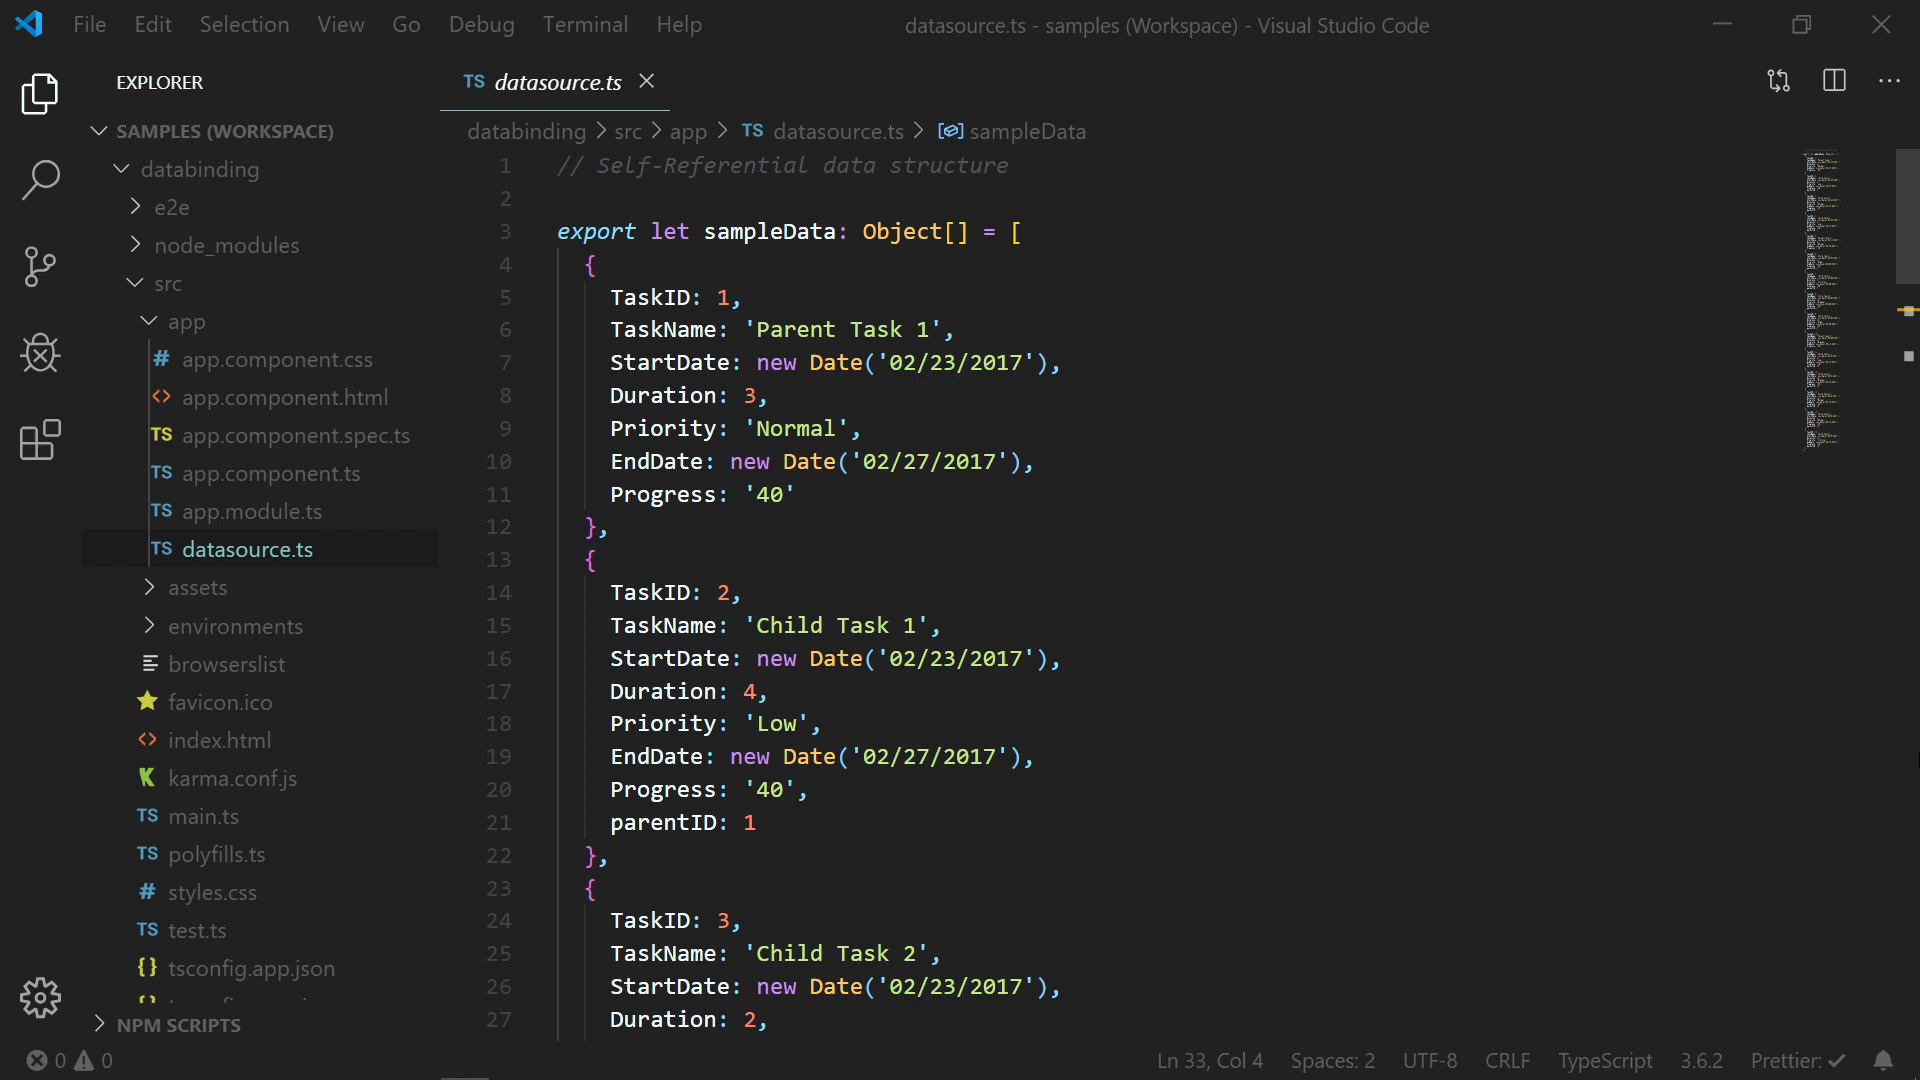 File Edit Selection View Go Debug Terminal Help
datasource.ts - samples (Workspace) - Visual Studio Code
EXPLORER
SAMPLES (WORKSPACE)
databinding
e2e
node_modules
src
app
# app.component.css
<> app.component.html
TS app.component.spec.ts
TS app.component.ts
TS app.module.ts
TS datasource.ts
assets
environments
browserslist
favicon.ico
<> index.html
K karma.conf.js
TS main.ts
TS polyfills.ts
# styles.css
TS test.ts
{} tsconfig.app.json
NPM SCRIPTS
TS datasource.ts
databinding > src > app > TS datasource.ts > sampleData
1 // Self-Referential data structure
2
3 export let sampleData: Object[] = [
4 {
5 TaskID: 1,
6 TaskName: 'Parent Task 1',
7 StartDate: new Date('02/23/2017'),
8 Duration: 3,
9 Priority: 'Normal',
10 EndDate: new Date('02/27/2017'),
11 Progress: '40'
12 },
13 {
14 TaskID: 2,
15 TaskName: 'Child Task 1',
16 StartDate: new Date('02/23/2017'),
17 Duration: 4,
18 Priority: 'Low',
19 EndDate: new Date('02/27/2017'),
20 Progress: '40',
21 parentID: 1
22 },
23 {
24 TaskID: 3,
25 TaskName: 'Child Task 2',
26 StartDate: new Date('02/23/2017'),
27 Duration: 2,
0 0
Ln 33, Col 4 Spaces: 2 UTF-8 CRLF TypeScript 3.6.2 Prettier: ✓